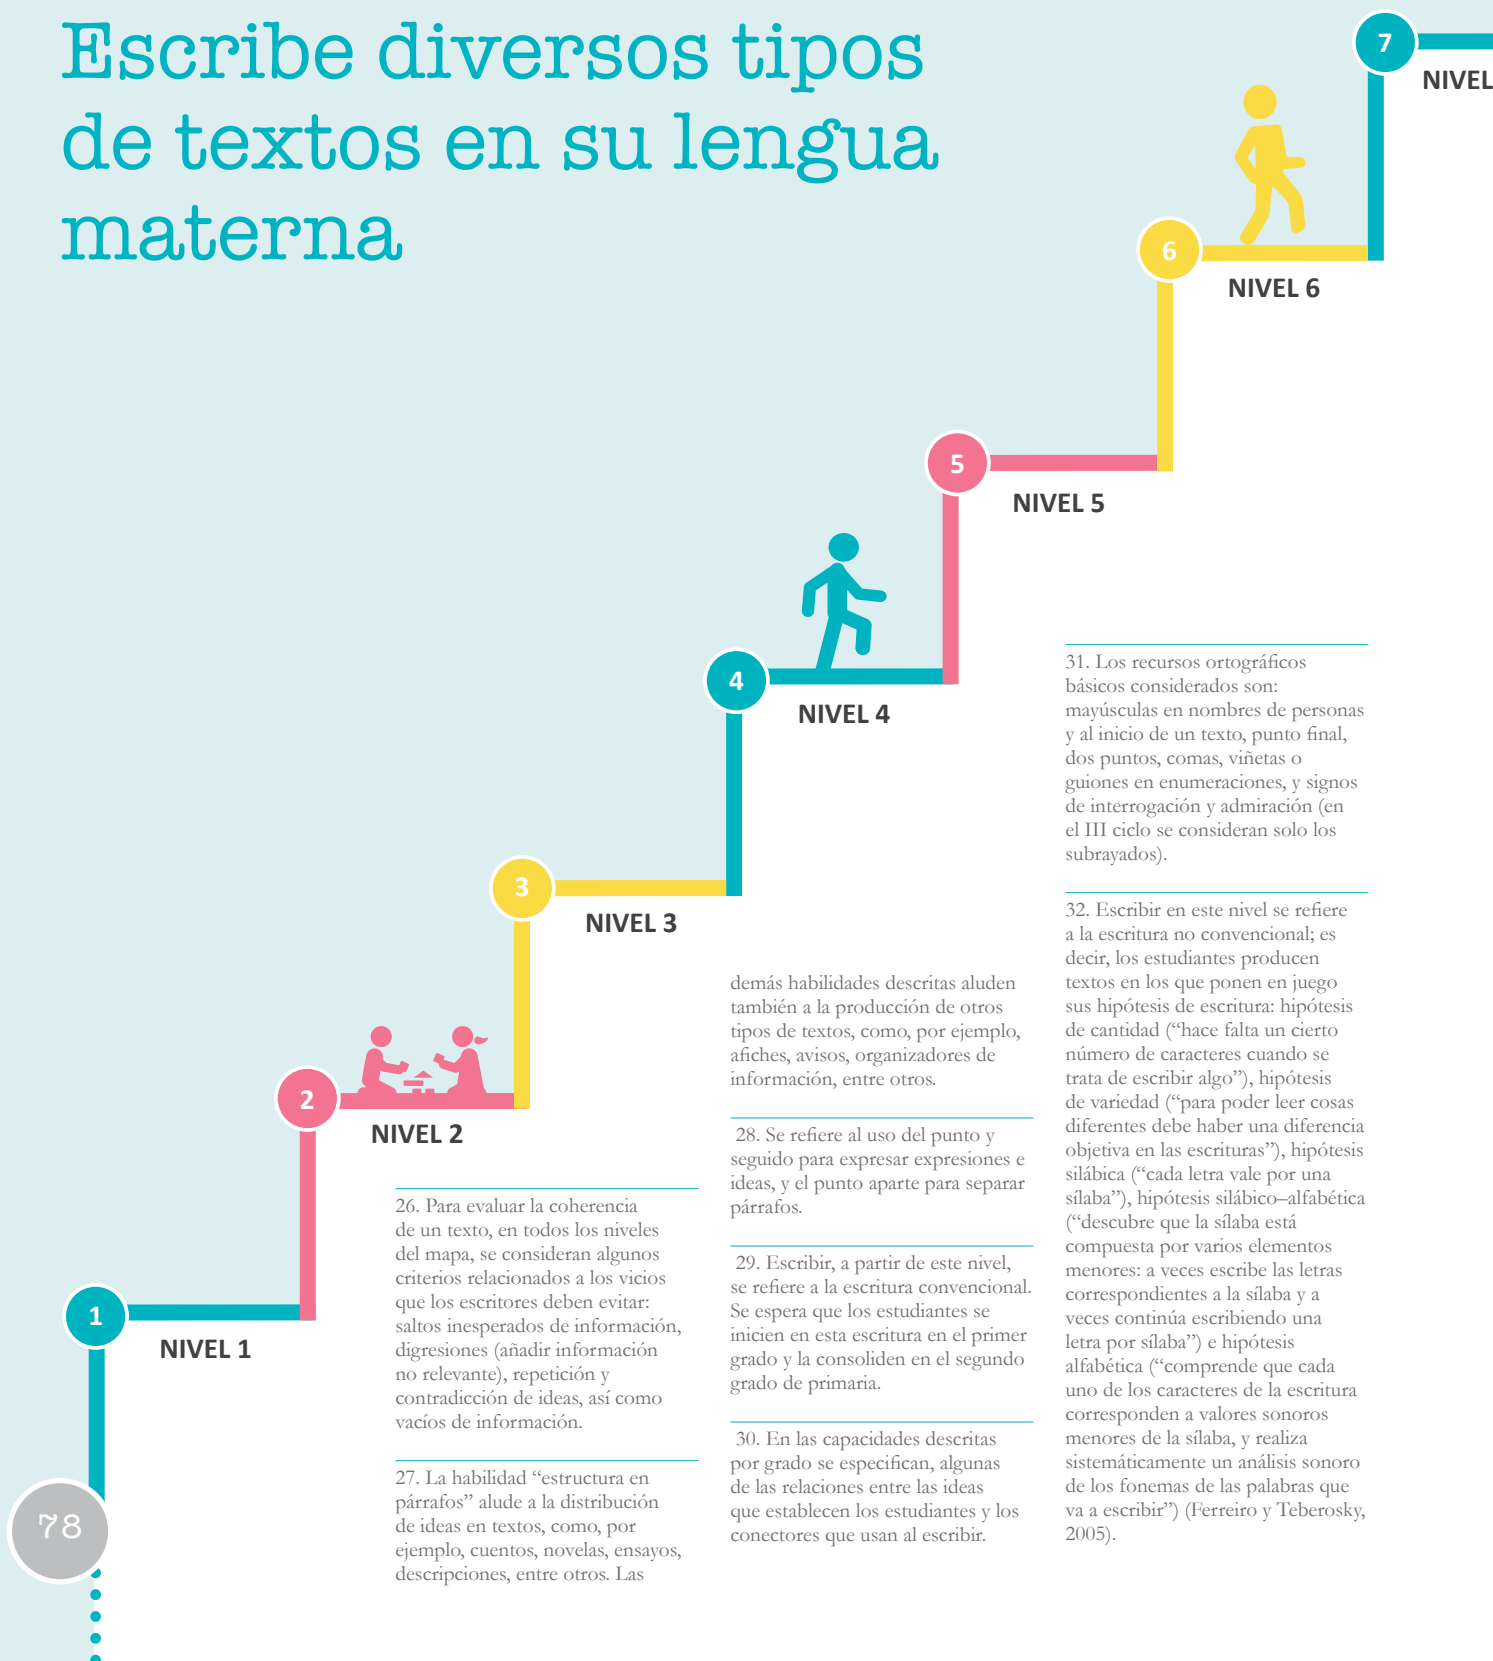 Escribe diversos tipos
de textos en su lengua
materna
7
NIVEL
6
NIVEL 6
5
NIVEL 5
4
NIVEL 4
3
NIVEL 3
2
NIVEL 2
1
NIVEL 1
26. Para evaluar la coherencia
de un texto, en todos los niveles
del mapa, se consideran algunos
criterios relacionados a los vicios
que los escritores deben evitar:
saltos inesperados de información,
digresiones (añadir información
no relevante), repetición y
contradicción de ideas, así como
vacíos de información.
27. La habilidad “estructura en
párrafos” alude a la distribución
de ideas en textos, como, por
ejemplo, cuentos, novelas, ensayos,
descripciones, entre otros. Las
demás habilidades descritas aluden
también a la producción de otros
tipos de textos, como, por ejemplo,
afiches, avisos, organizadores de
información, entre otros.
28. Se refiere al uso del punto y
seguido para expresar expresiones e
ideas, y el punto aparte para separar
párrafos.
29. Escribir, a partir de este nivel,
se refiere a la escritura convencional.
Se espera que los estudiantes se
inicien en esta escritura en el primer
grado y la consoliden en el segundo
grado de primaria.
30. En las capacidades descritas
por grado se especifican, algunas
de las relaciones entre las ideas
que establecen los estudiantes y los
conectores que usan al escribir.
31. Los recursos ortográficos
básicos considerados son:
mayúsculas en nombres de personas
y al inicio de un texto, punto final,
dos puntos, comas, viñetas o
guiones en enumeraciones, y signos
de interrogación y admiración (en
el III ciclo se consideran solo los
subrayados).
32. Escribir en este nivel se refiere
a la escritura no convencional; es
decir, los estudiantes producen
textos en los que ponen en juego
sus hipótesis de escritura: hipótesis
de cantidad (“hace falta un cierto
número de caracteres cuando se
trata de escribir algo”), hipótesis
de variedad (“para poder leer cosas
diferentes debe haber una diferencia
objetiva en las escrituras”), hipótesis
silábica (“cada letra vale por una
sílaba”), hipótesis silábico–alfabética
(“descubre que la sílaba está
compuesta por varios elementos
menores: a veces escribe las letras
correspondientes a la sílaba y a
veces continúa escribiendo una
letra por sílaba”) e hipótesis
alfabética (“comprende que cada
uno de los caracteres de la escritura
corresponden a valores sonoros
menores de la sílaba, y realiza
sistemáticamente un análisis sonoro
de los fonemas de las palabras que
va a escribir”) (Ferreiro y Teberosky,
2005).
78